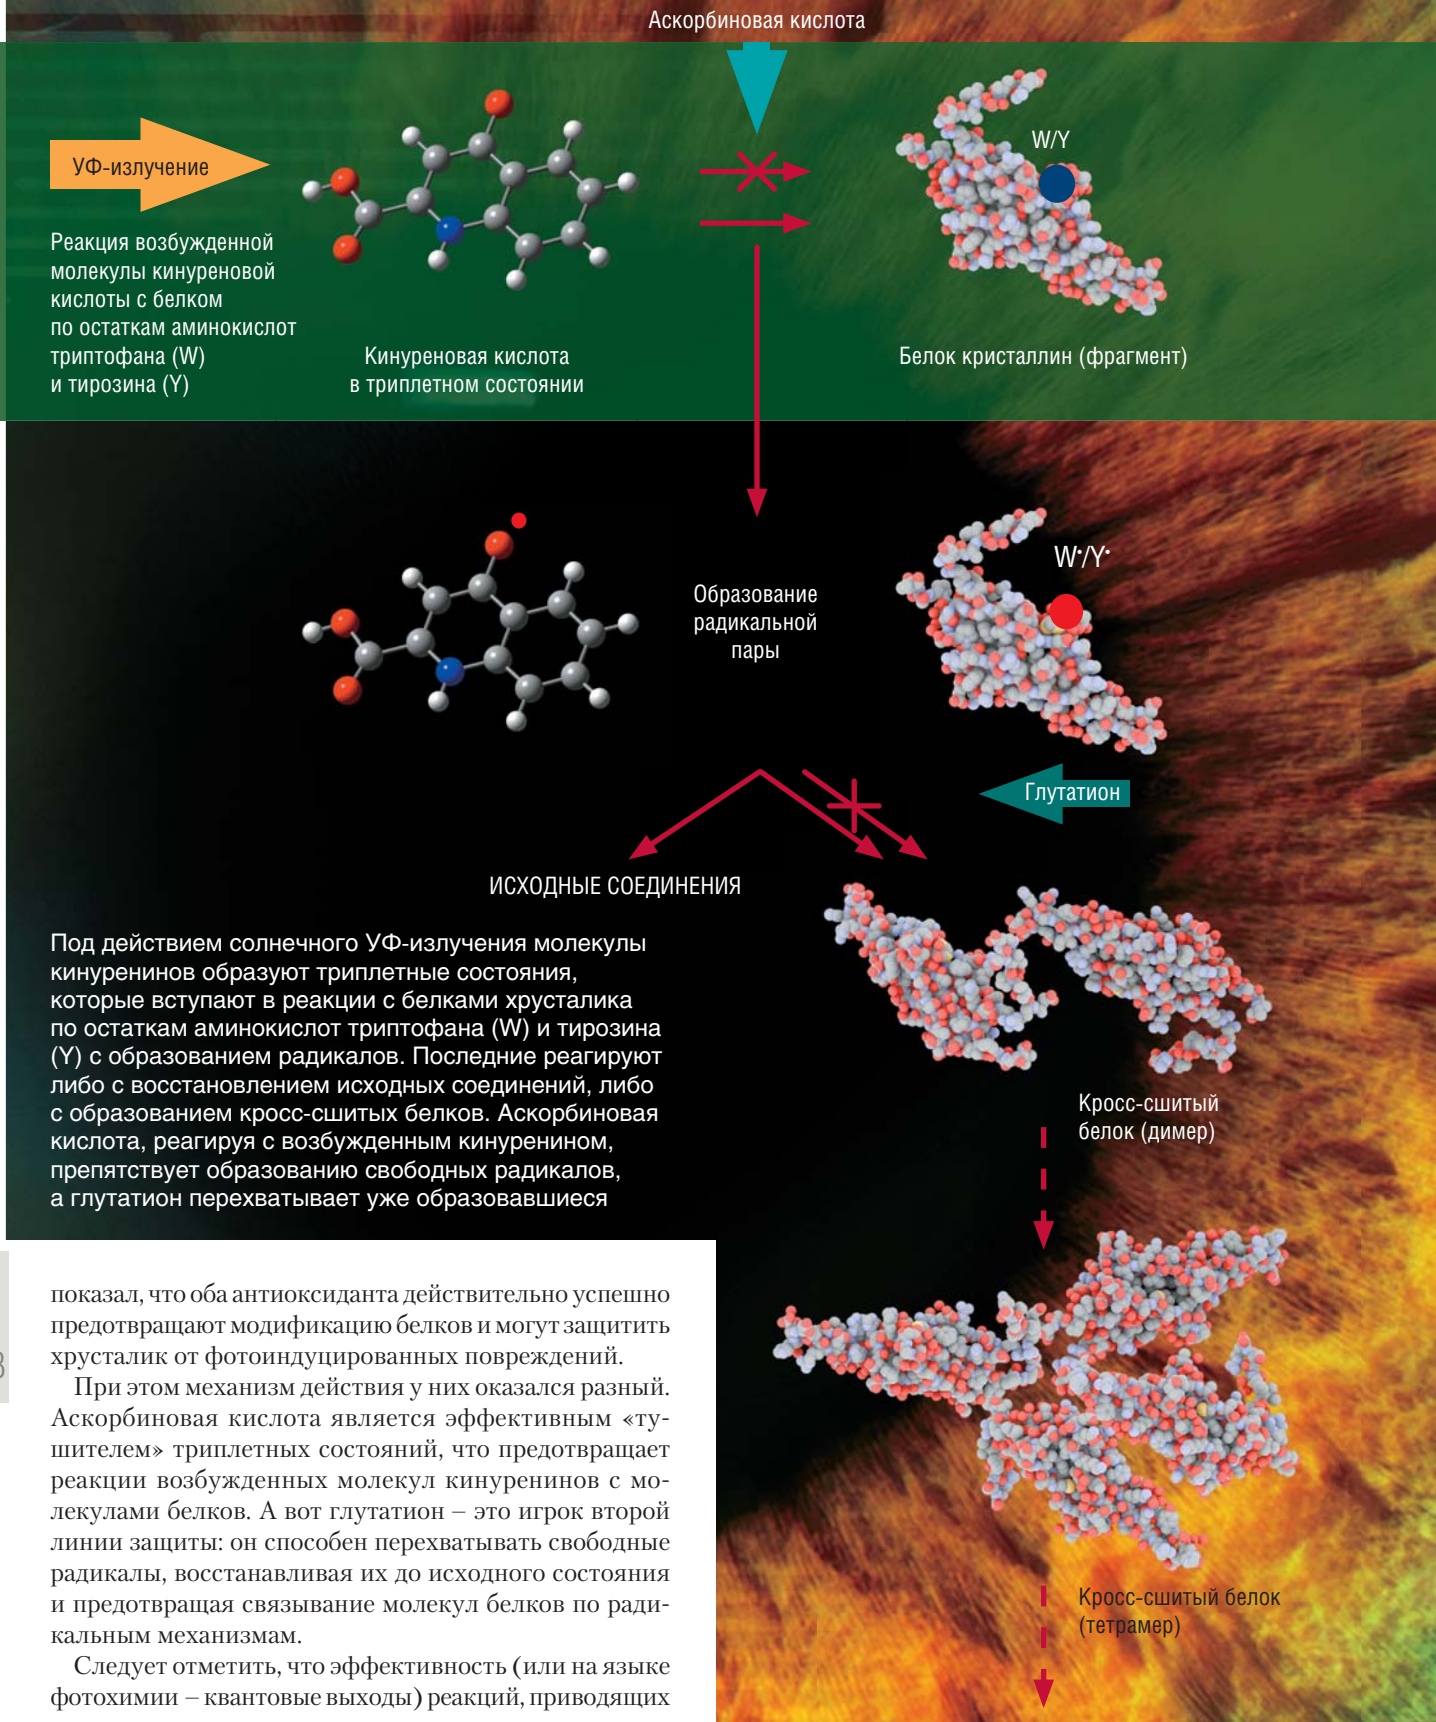 Аскорбиновая кислота
УФ-излучение
W/Y
Реакция возбужденной
молекулы кинуреновой
кислоты с белком
по остаткам аминокислот
триптофана (W)
и тирозина (Y)
Кинуреновая кислота
в триплетном состоянии
Белок кристаллин (фрагмент)
W•/Y•
Образование
радикальной
пары
Глутатион
ИСХОДНЫЕ СОЕДИНЕНИЯ
Под действием солнечного УФ-излучения молекулы
кинуренинов образуют триплетные состояния,
которые вступают в реакции с белками хрусталика
по остаткам аминокислот триптофана (W) и тирозина
(Y) с образованием радикалов. Последние реагируют
либо с восстановлением исходных соединений, либо
с образованием кросс-сшитых белков. Аскорбиновая
кислота, реагируя с возбужденным кинуренином,
препятствует образованию свободных радикалов,
а глутатион перехватывает уже образовавшиеся
Кросс-сшитый
белок (димер)
Кросс-сшитый белок
(тетрамер)
показал, что оба антиоксиданта действительно успешно
предотвращают модификацию белков и могут защитить
хрусталик от фотоиндуцированных повреждений.
При этом механизм действия у них оказался разный.
Аскорбиновая кислота является эффективным «ту-
шителем» триплетных состояний, что предотвращает
реакции возбужденных молекул кинуренинов с мо-
лекулами белков. А вот глутатион – это игрок второй
линии защиты: он способен перехватывать свободные
радикалы, восстанавливая их до исходного состояния
и предотвращая связывание молекул белков по ради-
кальным механизмам.
Следует отметить, что эффективность (или на языке
фотохимии – квантовые выходы) реакций, приводящих